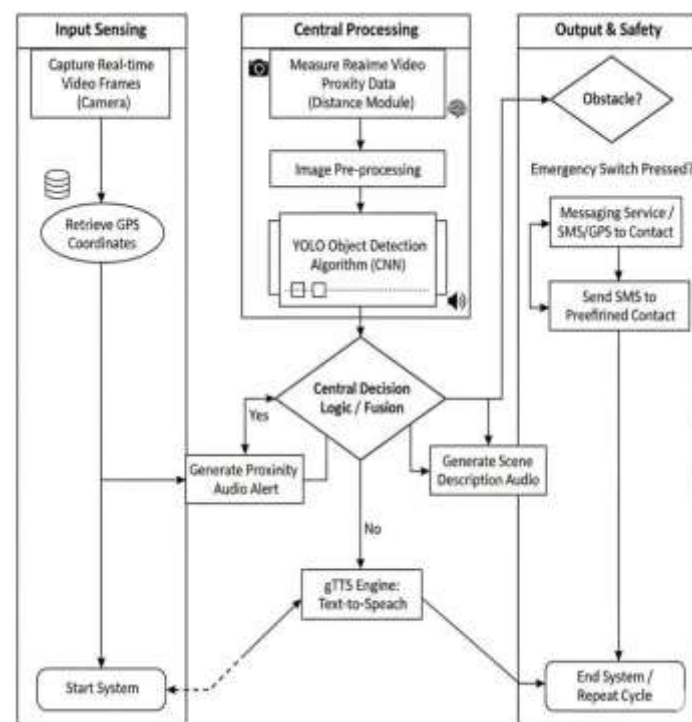 Input Sensing
Capture Real-time
Video Frames
(Camera)
Retrieve GPS
Coordinates
Start System
Central Processing
Measure Reaime Video
Proxity Data
(Distance Module)
Image Pre-processing
YOLO Object Detection
Algorithm (CNN)
Central Decision
Logic / Fusion
Yes
Generate Proximity
Audio Alert
Generate Scene
Description Audio
No
gTTS Engine:
Text-to-Speach
Output & Safety
Obstacle?
Emergency Switch Pressed?
Messaging Service /
SMS/GPS to Contact
Send SMS to
Preefirined Contact
End System /
Repeat Cycle